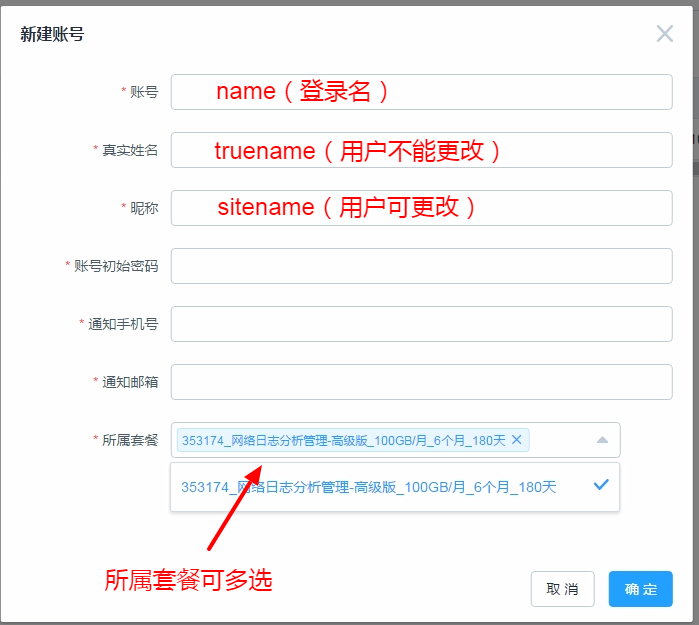 新建账号
* 账号 name（登录名）
* 真实姓名 truename（用户不能更改）
* 昵称 sitename（用户可更改）
* 账号初始密码
* 通知手机号
* 通知邮箱
* 所属套餐 353174_网络日志分析管理-高级版_100GB/月_6个月_180天
353174_网络日志分析管理-高级版_100GB/月_6个月_180天
所属套餐可多选
取消 确定